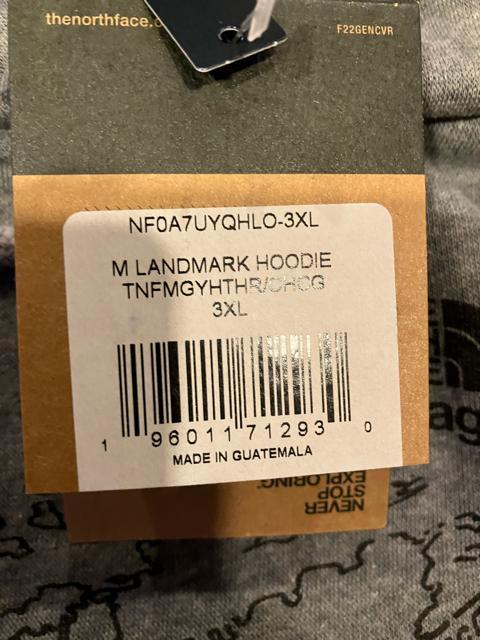 thenorthface.c
F22GENCVR
NF0A7UYQHLO-3XL
M LANDMARK HOODIE
TNFMGYHTHR/CHCG
3XL
1 96011 71293 0
MADE IN GUATEMALA
NEVER
STOP
EXPLORING